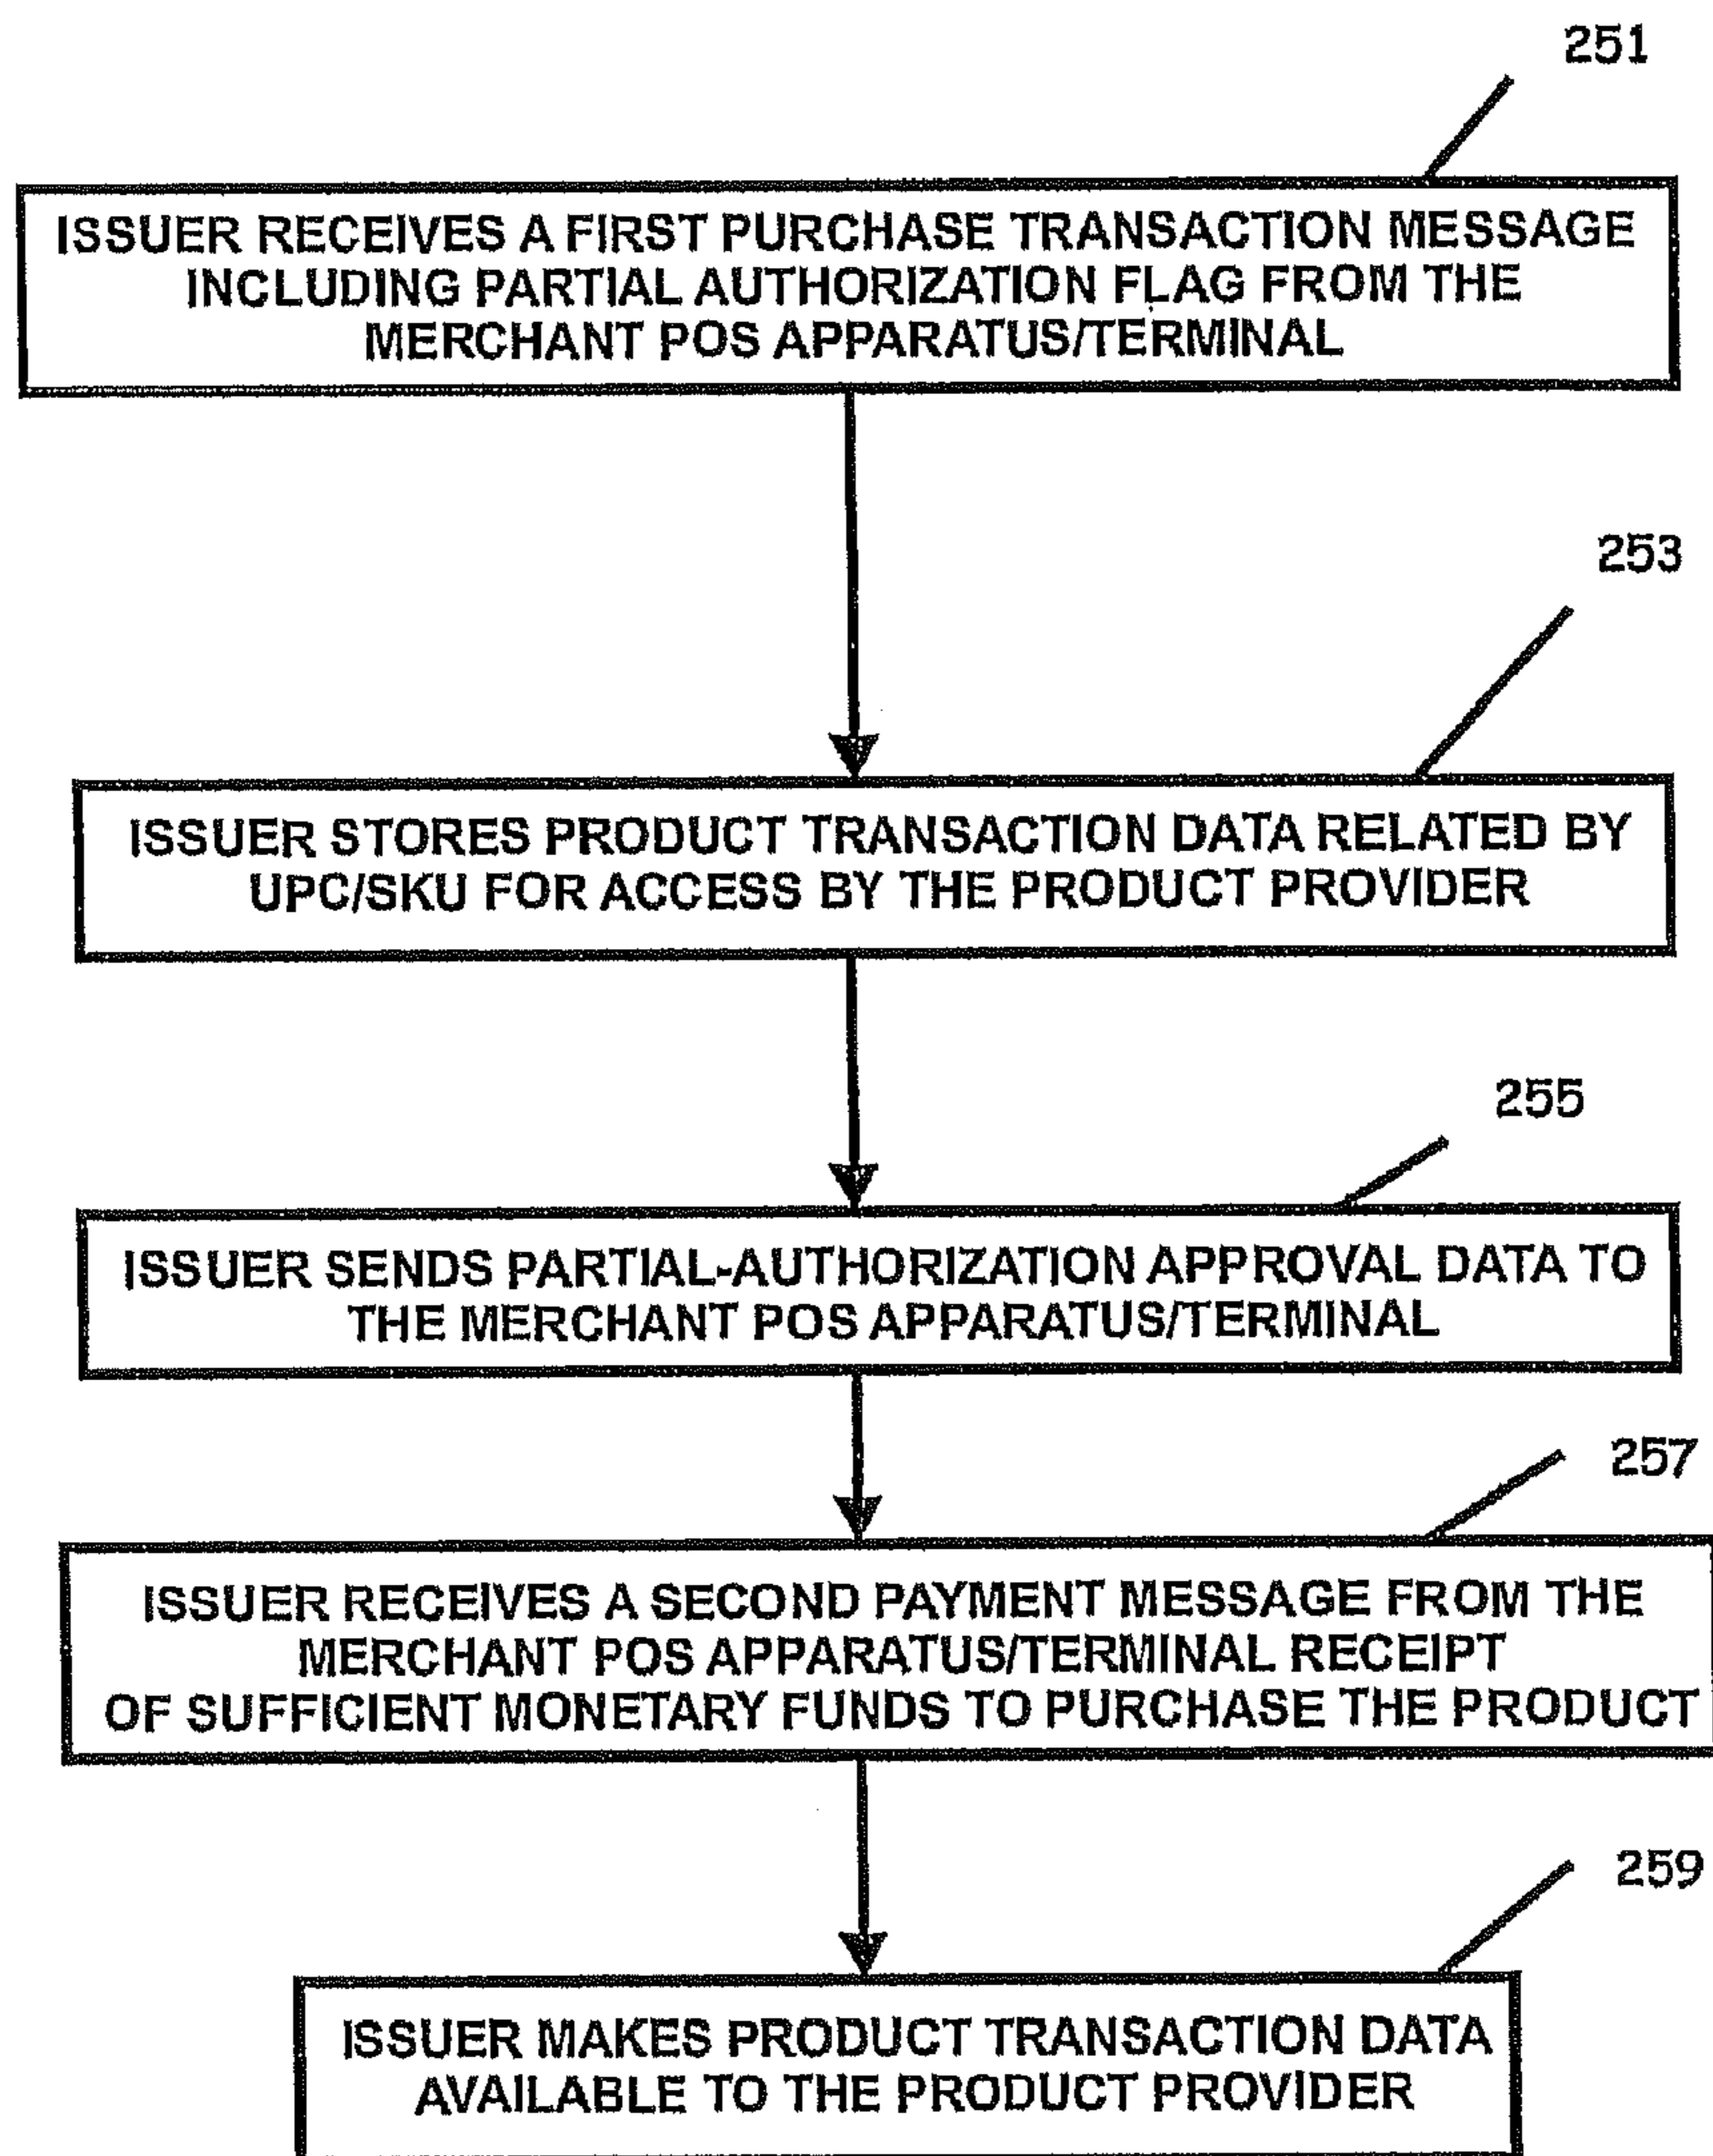 251
ISSUER RECEIVES A FIRST PURCHASE TRANSACTION MESSAGE
INCLUDING PARTIAL AUTHORIZATION FLAG FROM THE
MERCHANT POS APPARATUS/TERMINAL
253
ISSUER STORES PRODUCT TRANSACTION DATA RELATED BY
UPC/SKU FOR ACCESS BY THE PRODUCT PROVIDER
255
ISSUER SENDS PARTIAL-AUTHORIZATION APPROVAL DATA TO
THE MERCHANT POS APPARATUS/TERMINAL
257
ISSUER RECEIVES A SECOND PAYMENT MESSAGE FROM THE
MERCHANT POS APPARATUS/TERMINAL RECEIPT
OF SUFFICIENT MONETARY FUNDS TO PURCHASE THE PRODUCT
259
ISSUER MAKES PRODUCT TRANSACTION DATA
AVAILABLE TO THE PRODUCT PROVIDER